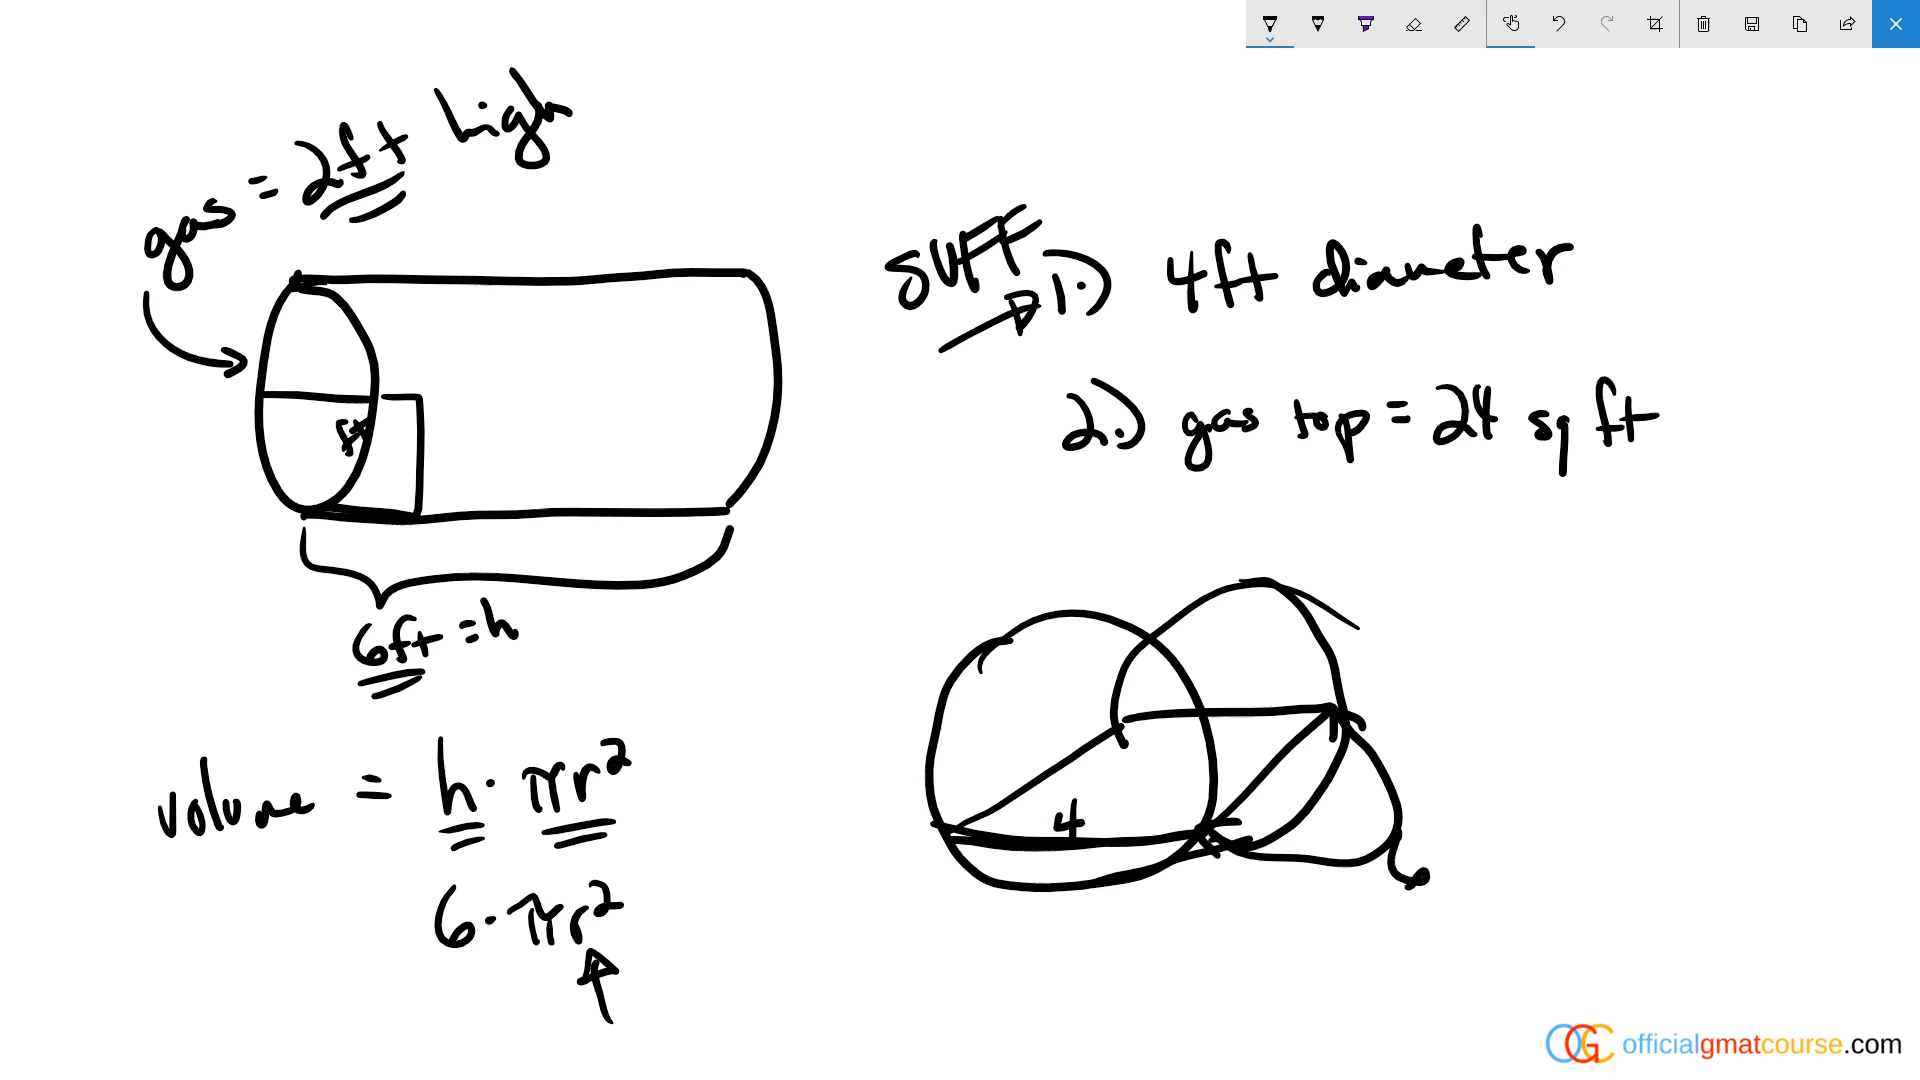 gas = 2ft high
6ft = h
volume = h · πr²
6 · πr²
SUFF 1.) 4ft diameter
2.) gas top = 24 sq ft
4
OGC officialgmatcourse.com